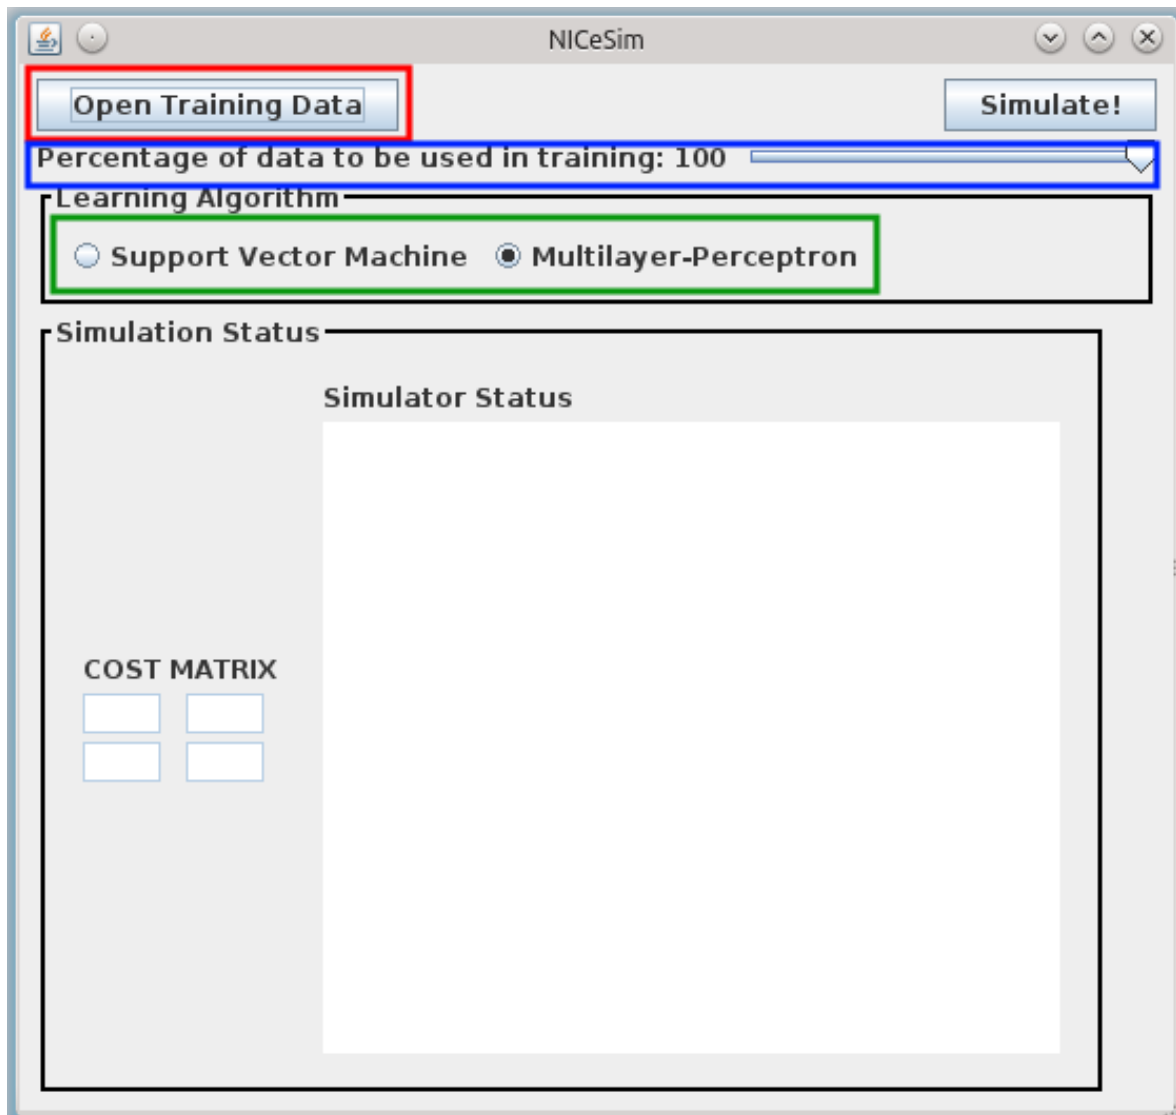 NICeSim
Open Training Data
Simulate!
Percentage of data to be used in training: 100
Learning Algorithm
Support Vector Machine
Multilayer-Perceptron
Simulation Status
Simulator Status
COST MATRIX